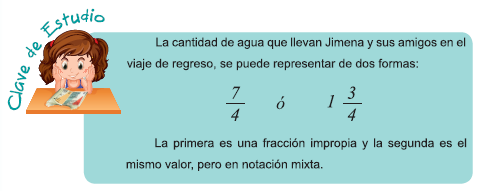 Clave de Estudio
La cantidad de agua que llevan Jimena y sus amigos en el
viaje de regreso, se puede representar de dos formas:
7/4 ó 1 3/4
La primera es una fracción impropia y la segunda es el
mismo valor, pero en notación mixta.